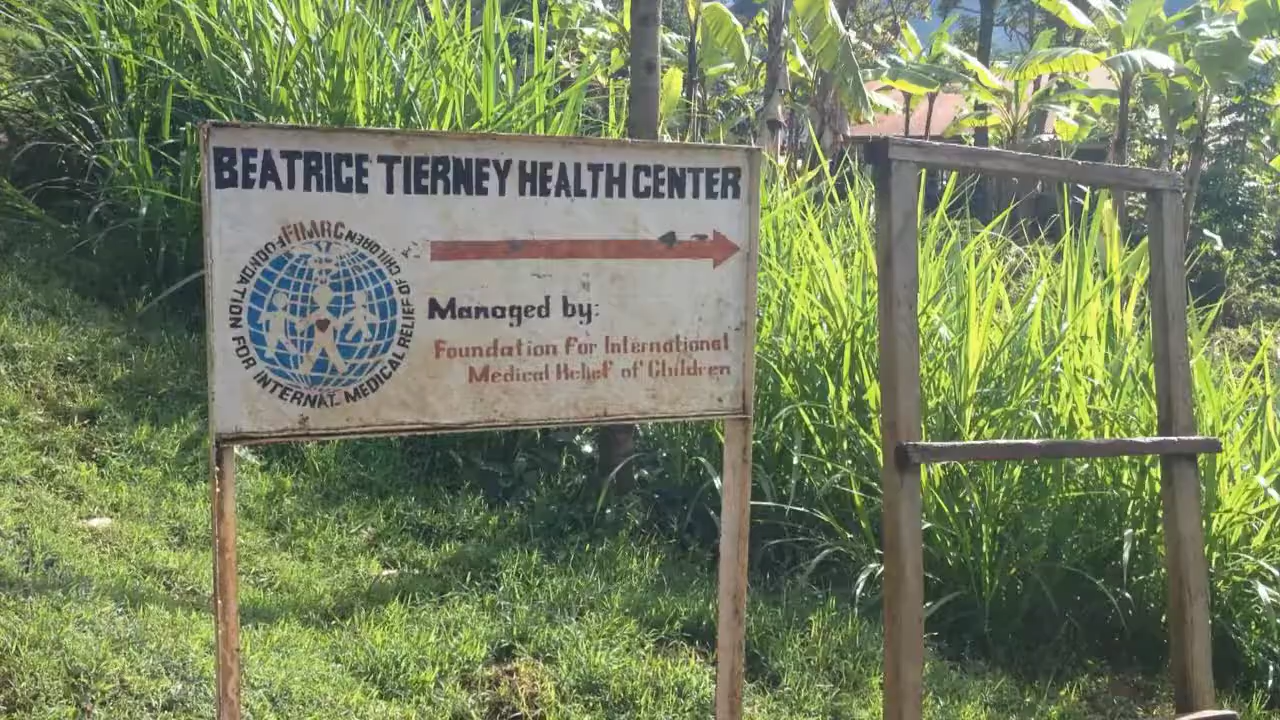 BEATRICE TIERNEY HEALTH CENTER
FIMRC
FOUNDATION FOR INTERNAT. MEDICAL RELIEF OF CHILDREN
Managed by:
Foundation for International
Medical Relief of Children